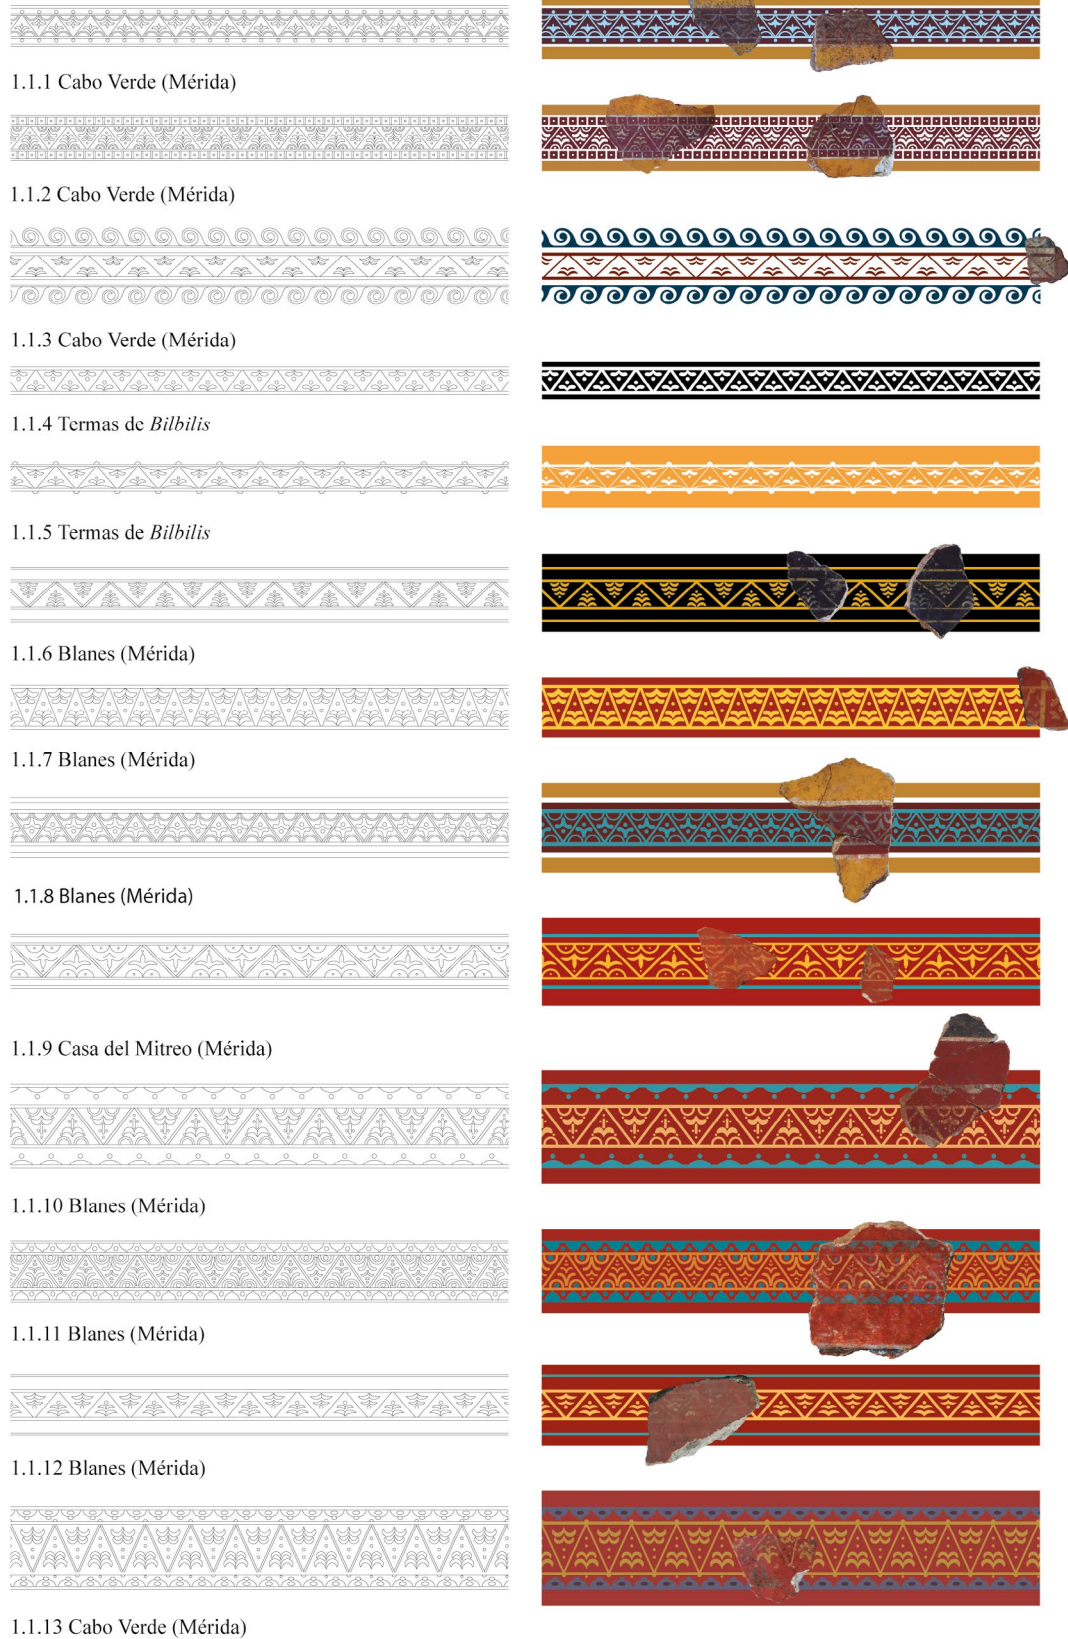 1.1.1 Cabo Verde (Mérida)
1.1.2 Cabo Verde (Mérida)
1.1.3 Cabo Verde (Mérida)
1.1.4 Termas de Bilbilis
1.1.5 Termas de Bilbilis
1.1.6 Blanes (Mérida)
1.1.7 Blanes (Mérida)
1.1.8 Blanes (Mérida)
1.1.9 Casa del Mitreo (Mérida)
1.1.10 Blanes (Mérida)
1.1.11 Blanes (Mérida)
1.1.12 Blanes (Mérida)
1.1.13 Cabo Verde (Mérida)